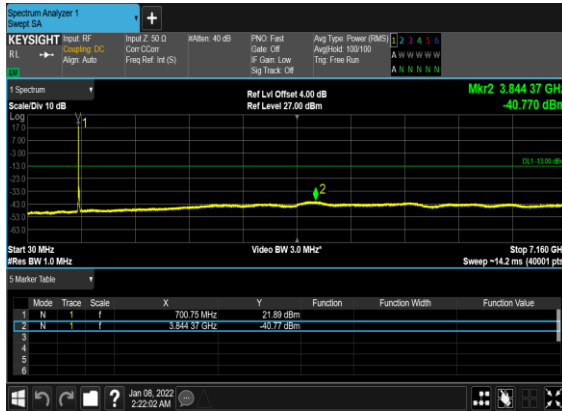 Spectrum Analyzer 1
Swept SA
+
KEYSIGHT Input: RF Input Z: 50 Ω #Atten: 40 dB PNO: Fast Avg Type: Power (RMS) 1 2 3 4 5 6
RL Coupling: DC Corr CCorr Gate: Off Avg|Hold: 100/100 A W W W W W
Align: Auto Freq Ref: Int (S) IF Gain: Low Trig: Free Run
Sig Track: Off A N N N N N
LXI
1 Spectrum Ref Lvl Offset 4.00 dB Mkr2 3.844 37 GHz
Scale/Div 10 dB Ref Level 27.00 dBm -40.770 dBm
Log
17.0
7.00
-3.00
-13.0
-23.0
-33.0
-43.0
-53.0
-63.0
1
DL1 -13.00 dBm
2
Start 30 MHz Video BW 3.0 MHz* Stop 7.160 GHz
#Res BW 1.0 MHz Sweep ~14.2 ms (40001 pts)
5 Marker Table
Mode Trace Scale X Y Function Function Width Function Value
1 N 1 f 700.75 MHz 21.89 dBm
2 N 1 f 3.844 37 GHz -40.77 dBm
3
4
5
6
? Jan 08, 2022
2:22:02 AM